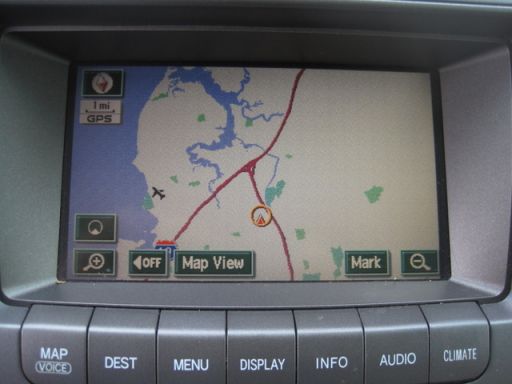 1 mi
GPS
OFF
Map View
Mark
MAP
VOICE
DEST
MENU
DISPLAY
INFO
AUDIO
CLIMATE